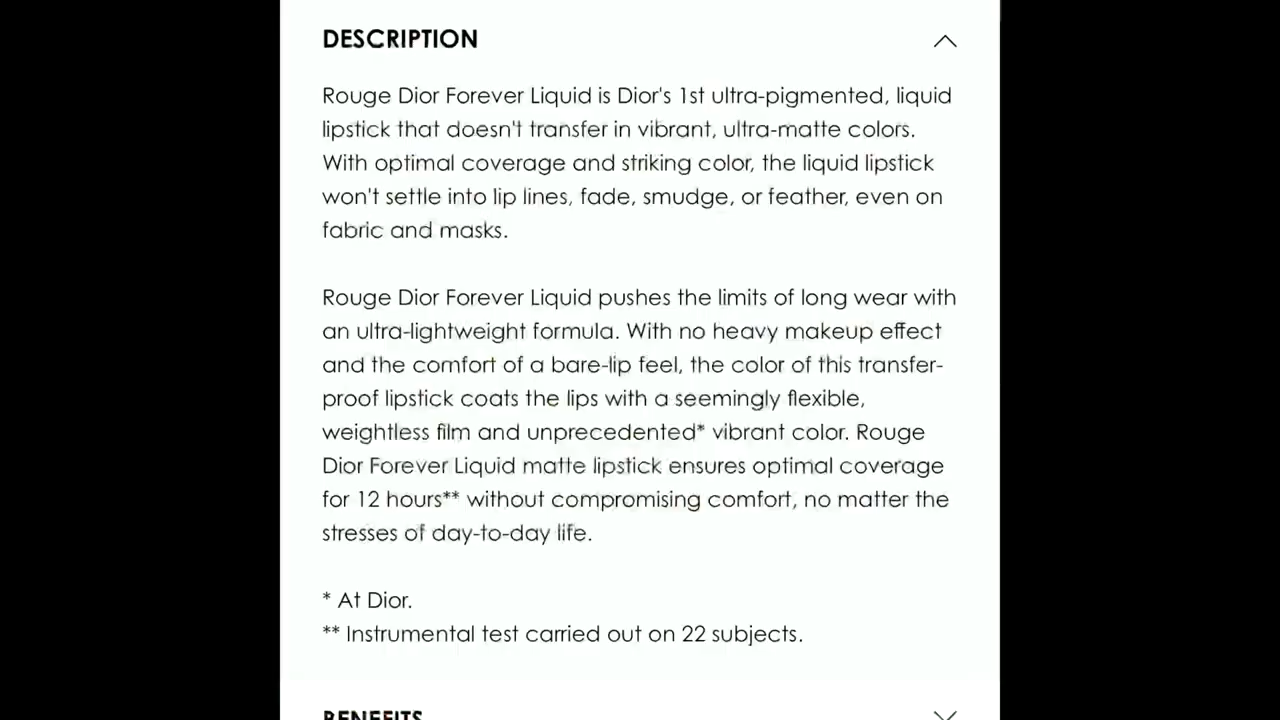 DESCRIPTION
Rouge Dior Forever Liquid is Dior's 1st ultra-pigmented, liquid
lipstick that doesn't transfer in vibrant, ultra-matte colors.
With optimal coverage and striking color, the liquid lipstick
won't settle into lip lines, fade, smudge, or feather, even on
fabric and masks.
Rouge Dior Forever Liquid pushes the limits of long wear with
an ultra-lightweight formula. With no heavy makeup effect
and the comfort of a bare-lip feel, the color of this transfer-
proof lipstick coats the lips with a seemingly flexible,
weightless film and unprecedented* vibrant color. Rouge
Dior Forever Liquid matte lipstick ensures optimal coverage
for 12 hours** without compromising comfort, no matter the
stresses of day-to-day life.
* At Dior.
** Instrumental test carried out on 22 subjects.
BENEFITS